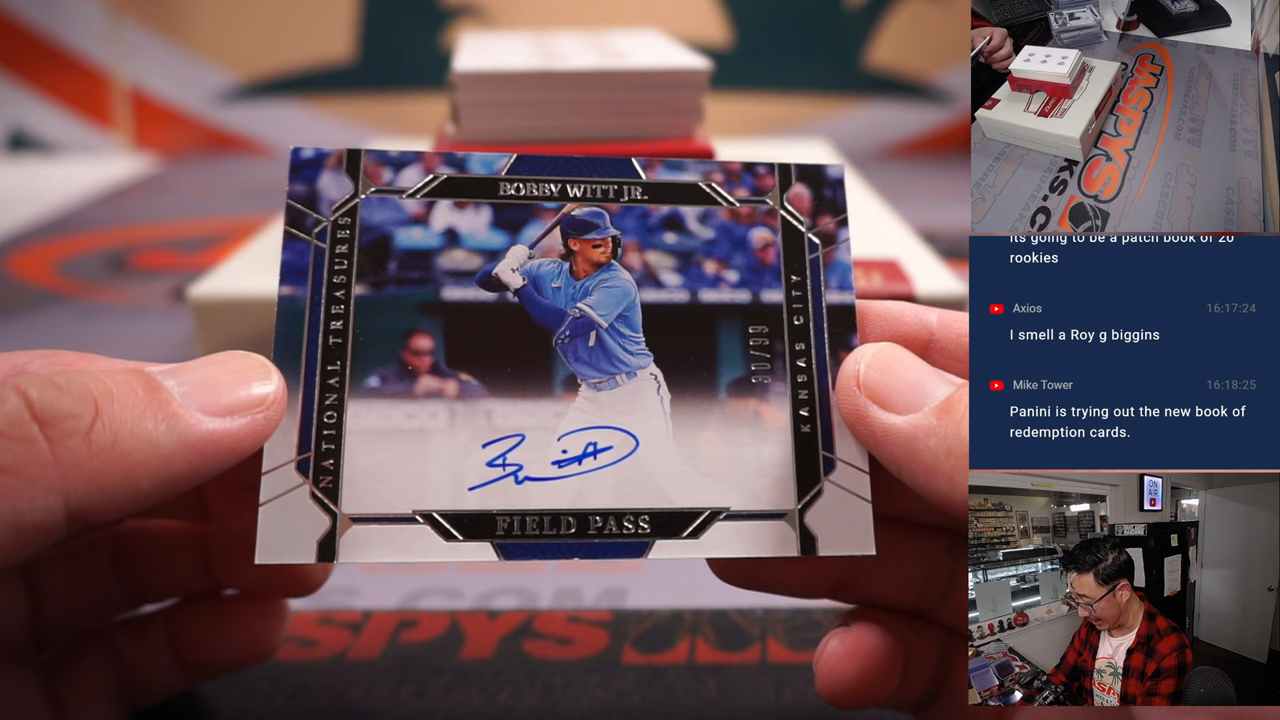 BOBBY WITT JR.
NATIONAL TREASURES
KANSAS CITY
30/99
1
FIELD PASS
SPYS
JASPYS
its going to be a patch book of 20
rookies
Axios 16:17:24
I smell a Roy g biggins
Mike Tower 16:18:25
Panini is trying out the new book of
redemption cards.
ON
AIR